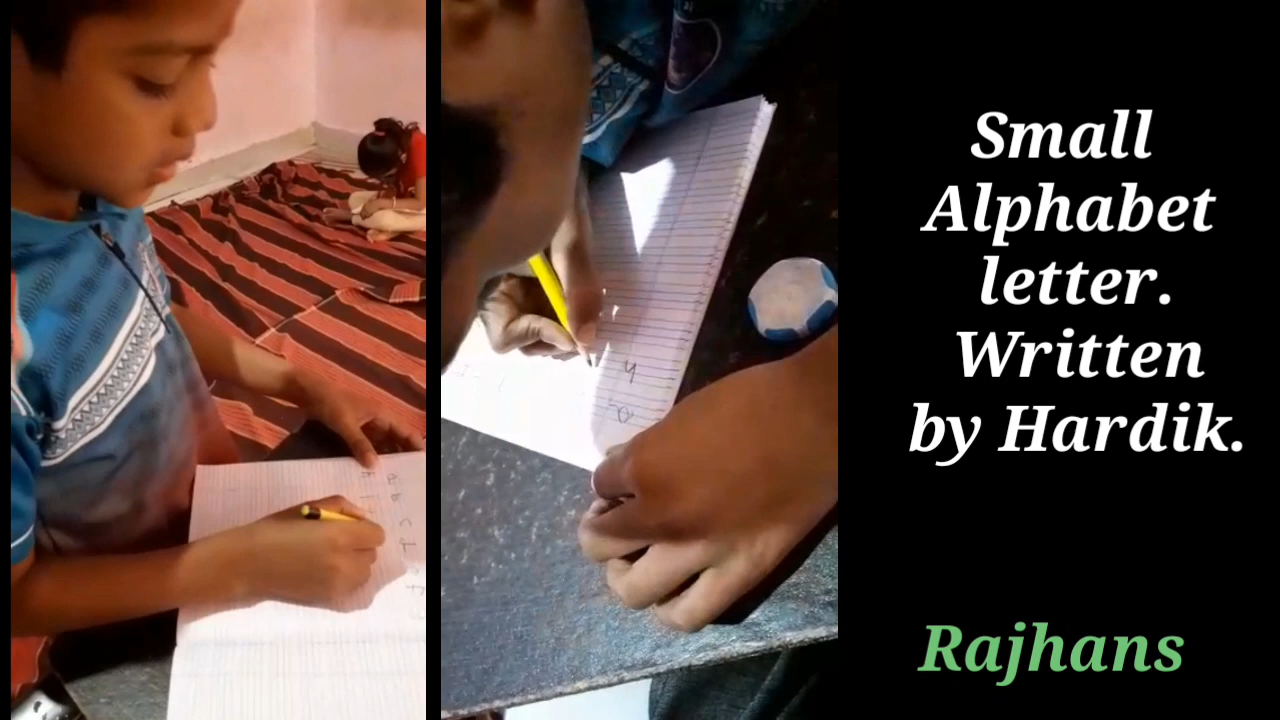 Small
Alphabet
letter.
Written
by Hardik.
Rajhans